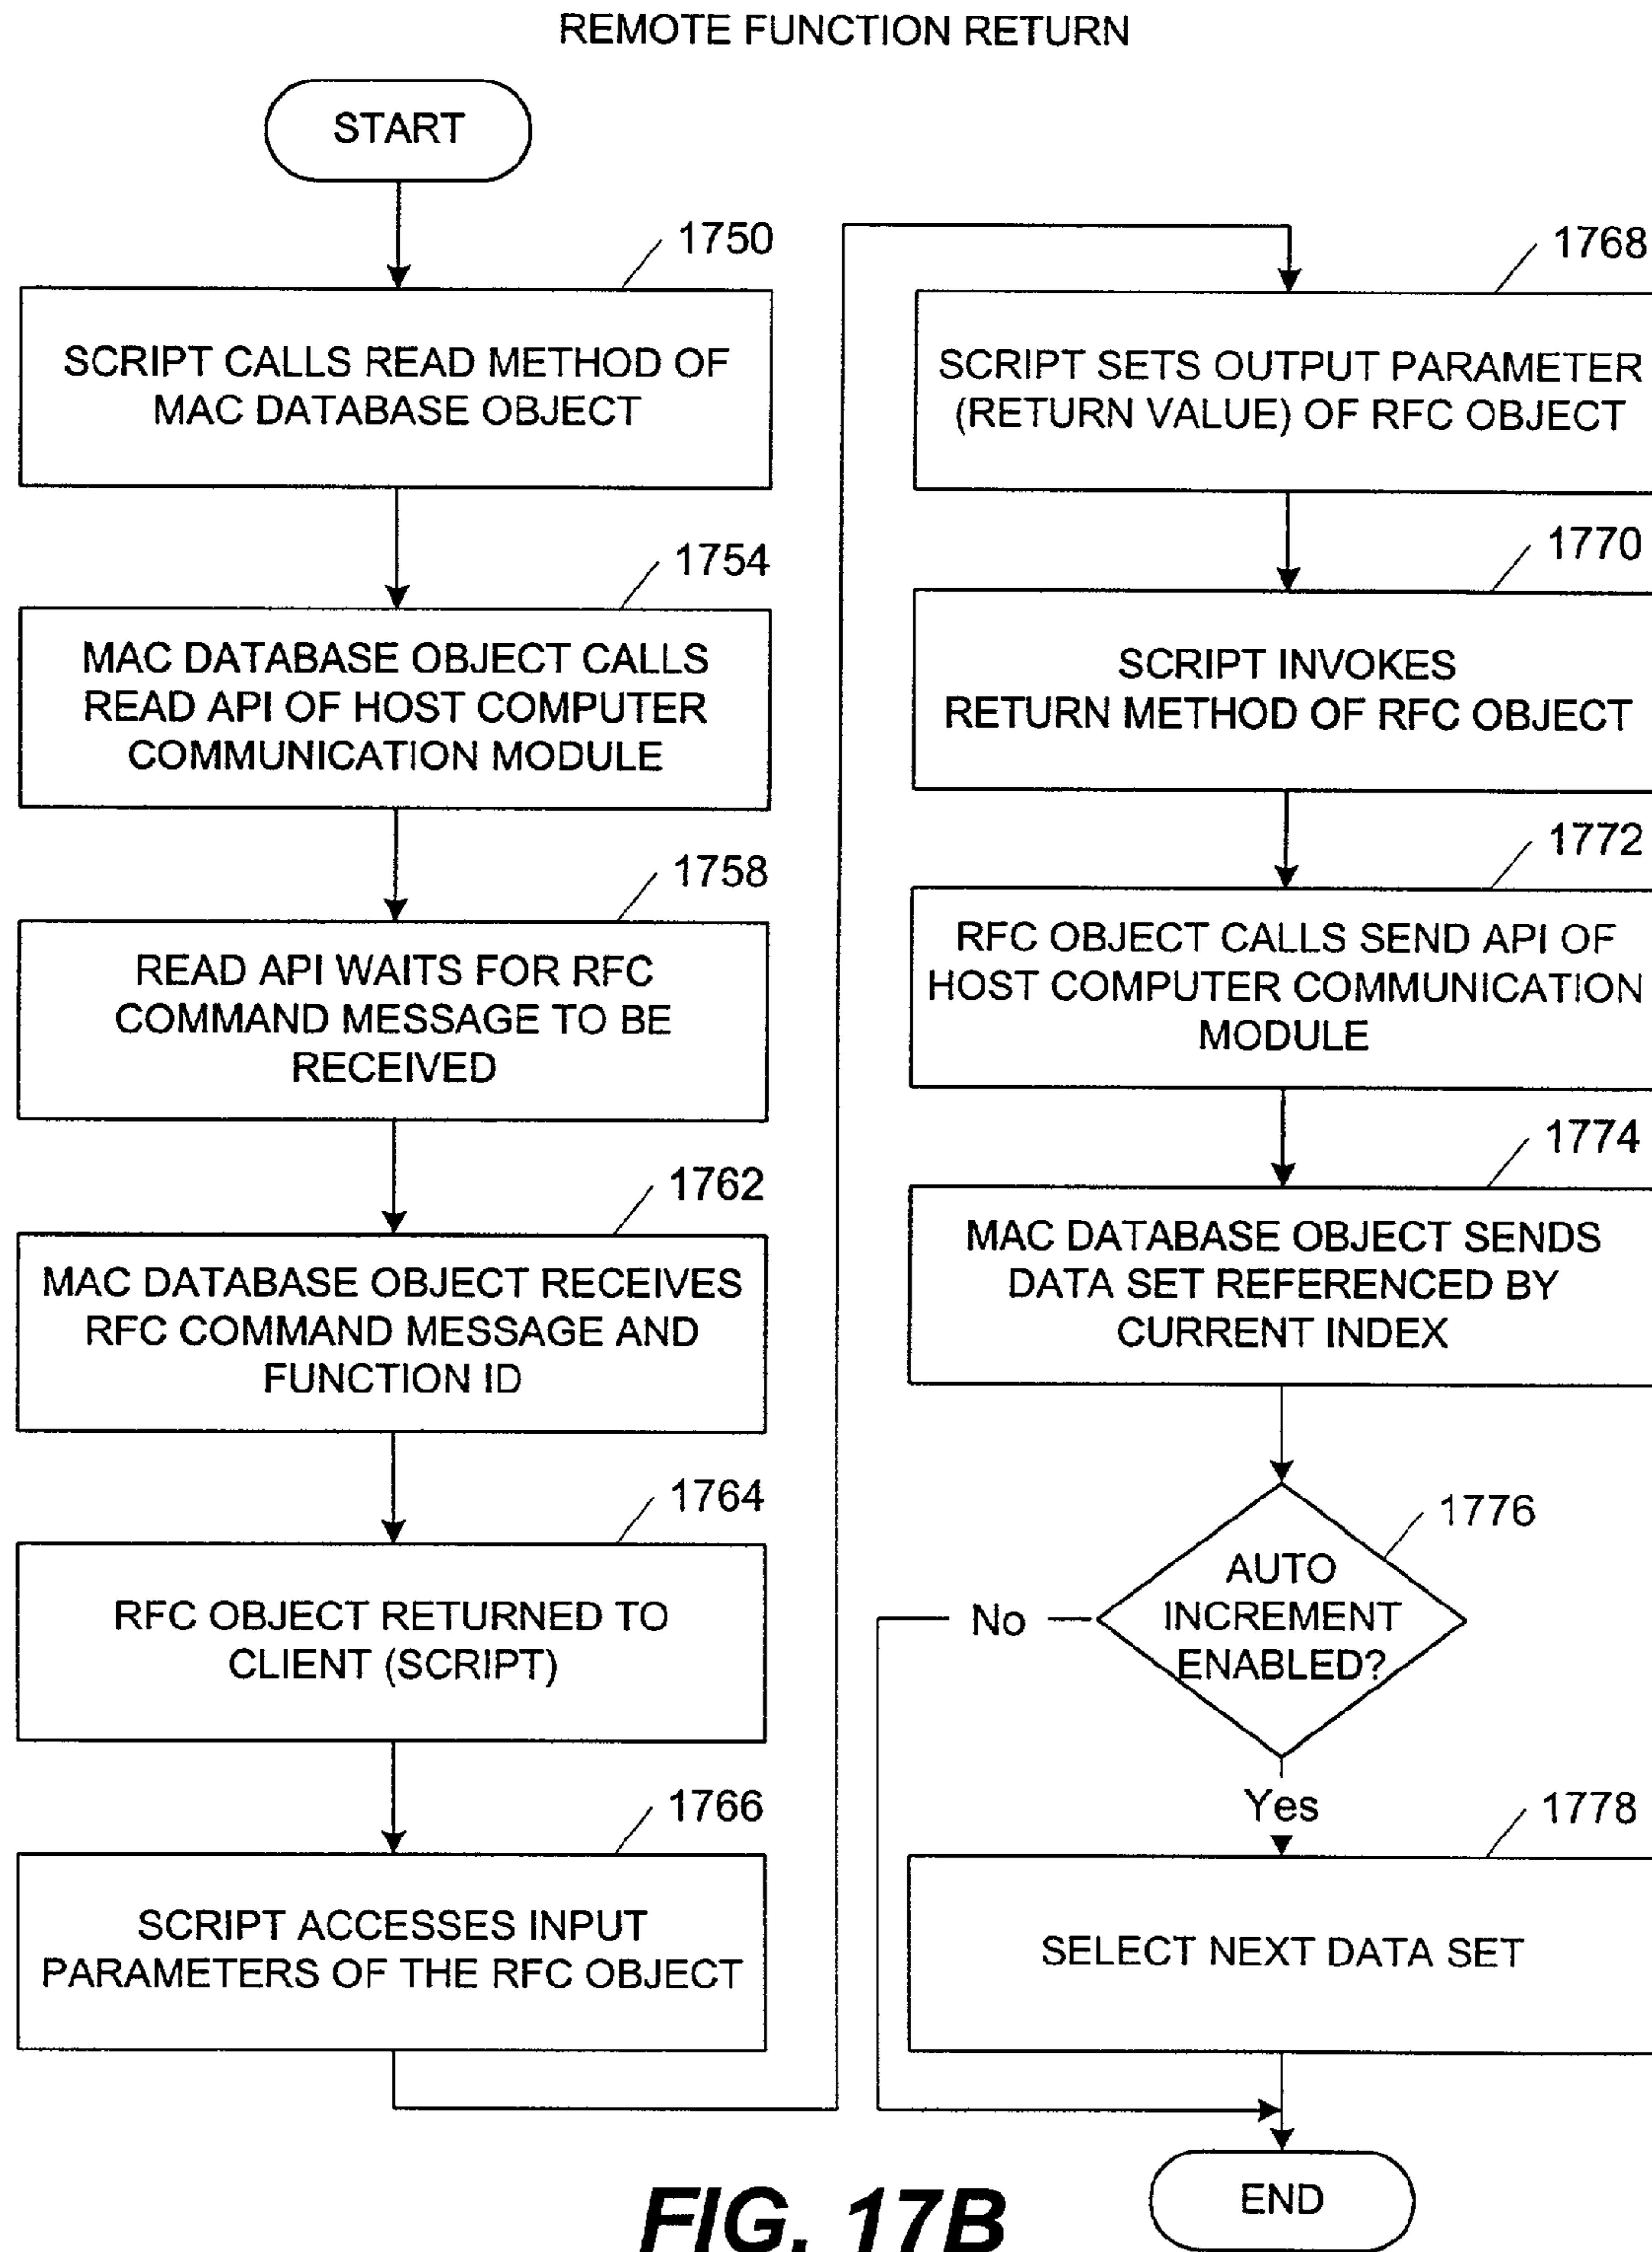 REMOTE FUNCTION RETURN
START
1750
SCRIPT CALLS READ METHOD OF
MAC DATABASE OBJECT
1754
MAC DATABASE OBJECT CALLS
READ API OF HOST COMPUTER
COMMUNICATION MODULE
1758
READ API WAITS FOR RFC
COMMAND MESSAGE TO BE
RECEIVED
1762
MAC DATABASE OBJECT RECEIVES
RFC COMMAND MESSAGE AND
FUNCTION ID
1764
RFC OBJECT RETURNED TO
CLIENT (SCRIPT)
1766
SCRIPT ACCESSES INPUT
PARAMETERS OF THE RFC OBJECT
1768
SCRIPT SETS OUTPUT PARAMETER
(RETURN VALUE) OF RFC OBJECT
1770
SCRIPT INVOKES
RETURN METHOD OF RFC OBJECT
1772
RFC OBJECT CALLS SEND API OF
HOST COMPUTER COMMUNICATION
MODULE
1774
MAC DATABASE OBJECT SENDS
DATA SET REFERENCED BY
CURRENT INDEX
1776
AUTO
INCREMENT
ENABLED?
No
Yes
1778
SELECT NEXT DATA SET
END
FIG. 17B